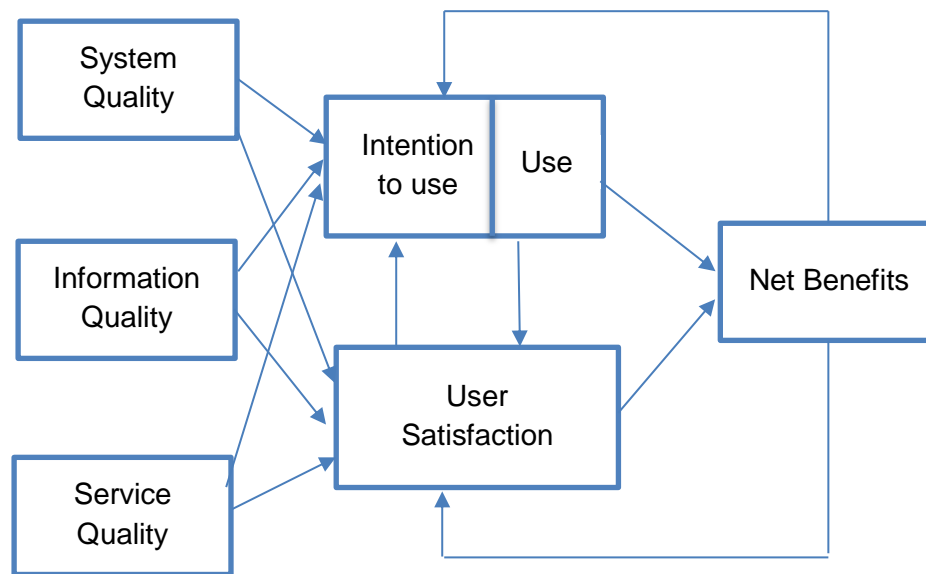 System
Quality
Intention
to use
Use
Information
Quality
Net Benefits
User
Satisfaction
Service
Quality